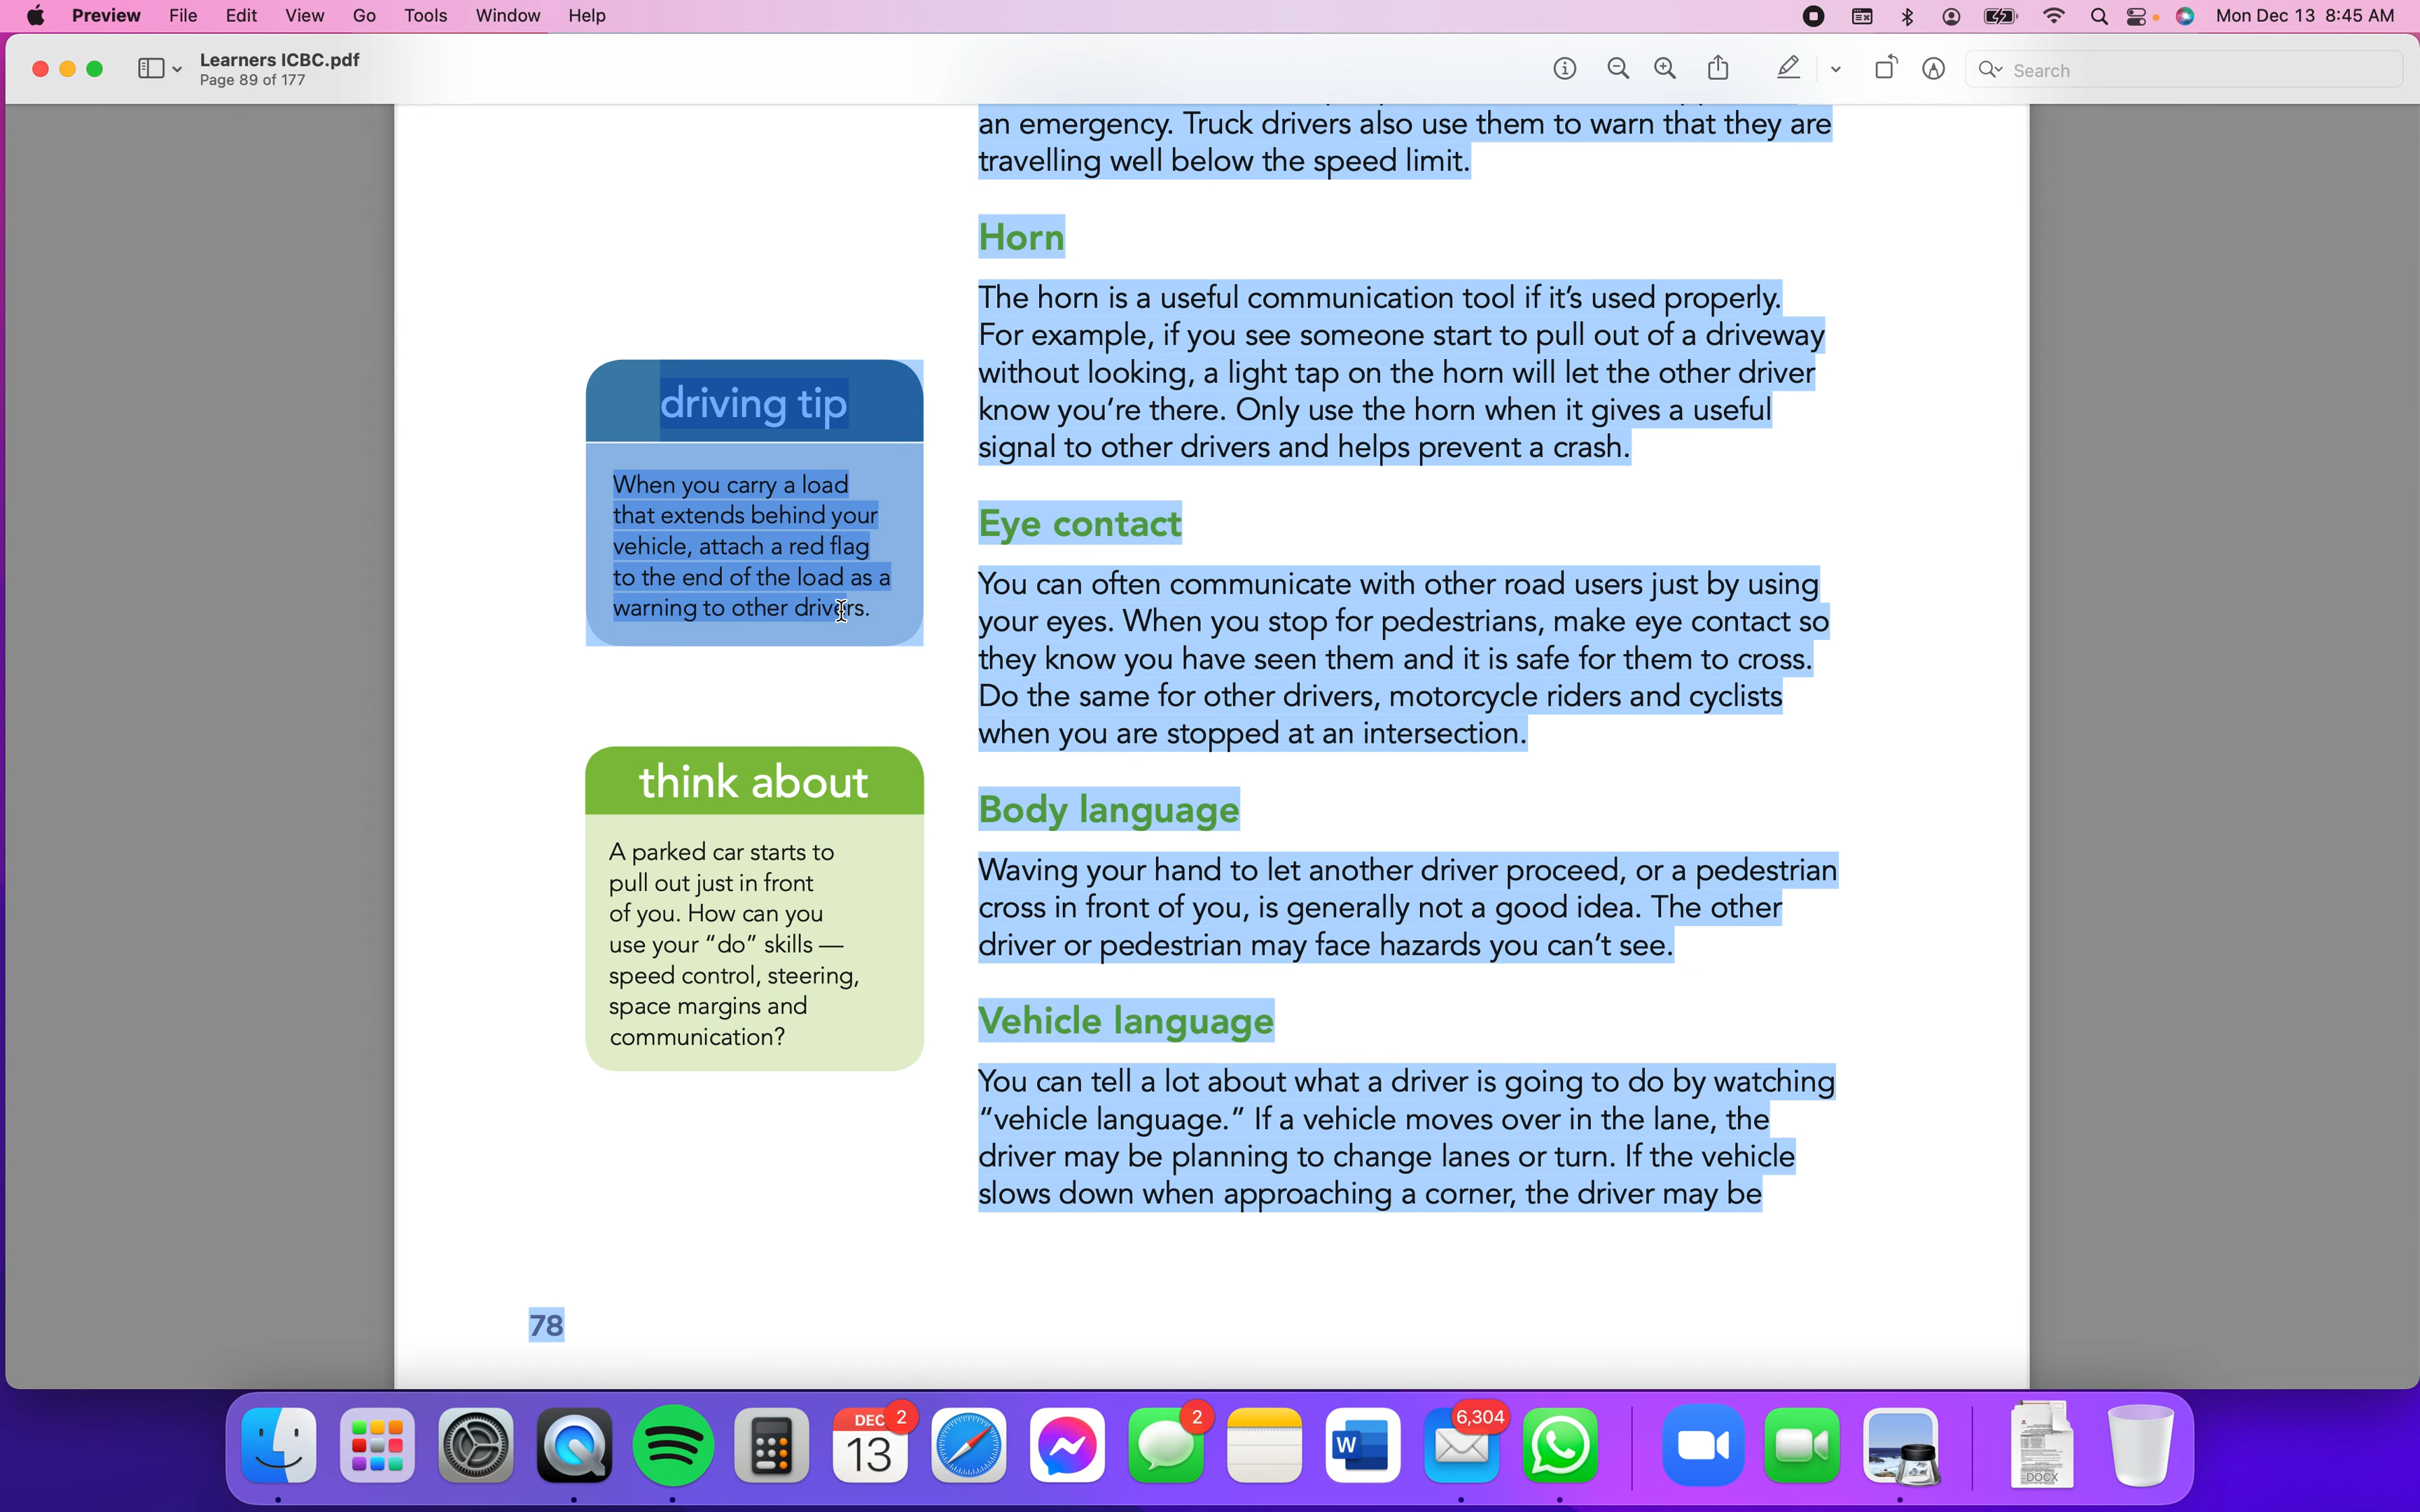 Preview File Edit View Go Tools Window Help
Mon Dec 13 8:45 AM
Learners ICBC.pdf
Page 89 of 177
Search
an emergency. Truck drivers also use them to warn that they are
travelling well below the speed limit.
Horn
The horn is a useful communication tool if it’s used properly.
For example, if you see someone start to pull out of a driveway
without looking, a light tap on the horn will let the other driver
know you’re there. Only use the horn when it gives a useful
signal to other drivers and helps prevent a crash.
driving tip
When you carry a load
that extends behind your
vehicle, attach a red flag
to the end of the load as a
warning to other drivers.
Eye contact
You can often communicate with other road users just by using
your eyes. When you stop for pedestrians, make eye contact so
they know you have seen them and it is safe for them to cross.
Do the same for other drivers, motorcycle riders and cyclists
when you are stopped at an intersection.
think about
A parked car starts to
pull out just in front
of you. How can you
use your “do” skills —
speed control, steering,
space margins and
communication?
Body language
Waving your hand to let another driver proceed, or a pedestrian
cross in front of you, is generally not a good idea. The other
driver or pedestrian may face hazards you can’t see.
Vehicle language
You can tell a lot about what a driver is going to do by watching
“vehicle language.” If a vehicle moves over in the lane, the
driver may be planning to change lanes or turn. If the vehicle
slows down when approaching a corner, the driver may be
78
DEC
2
13
2
W
6,304
DOCX